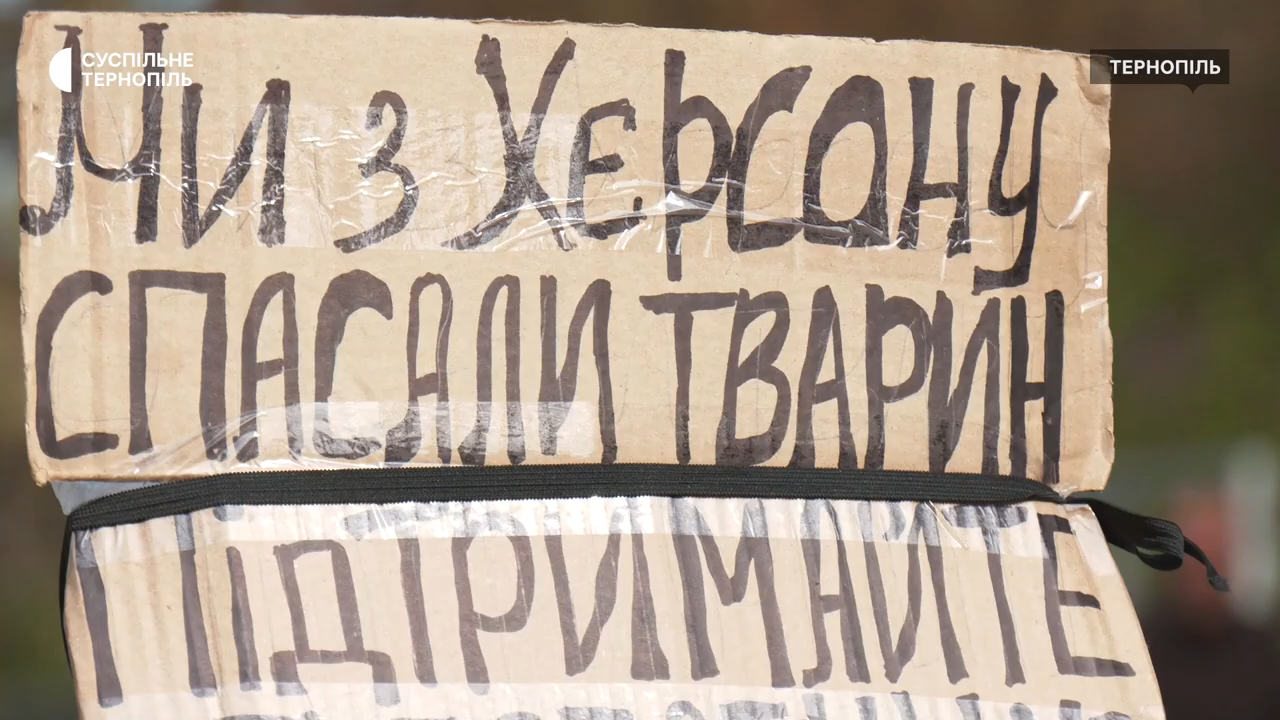 СУСПІЛЬНЕ
ТЕРНОПІЛЬ
ТЕРНОПІЛЬ
Ми з Херсону
СПАСАЛИ ТВАРИН
ПІДТРИМАЙТЕ